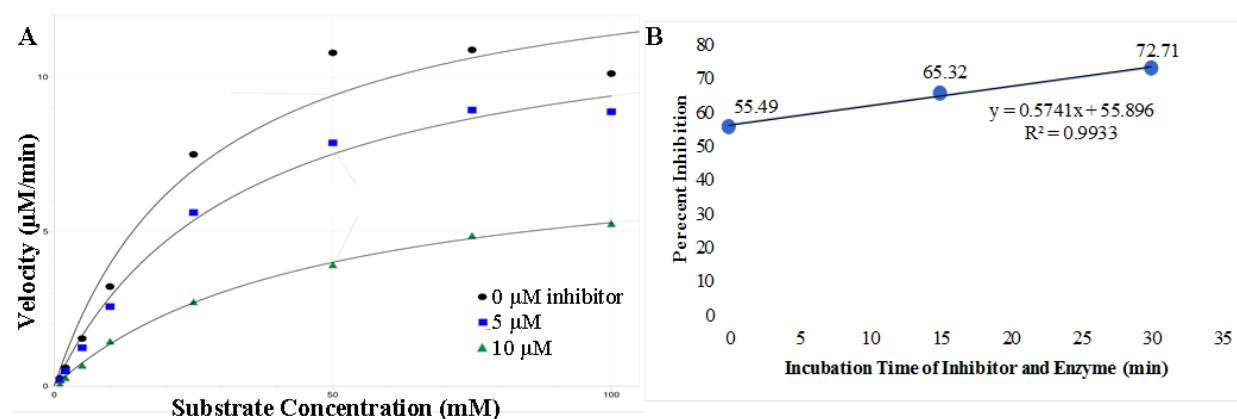 A
Velocity (µM/min)
10
5
0
0
50
100
Substrate Concentration (mM)
0 µM inhibitor
5 µM
10 µM
B
Perecent Inhibition
80
70
60
50
40
30
20
10
0
55.49
65.32
72.71
y = 0.5741x + 55.896
R² = 0.9933
0 5 10 15 20 25 30 35
Incubation Time of Inhibitor and Enzyme (min)